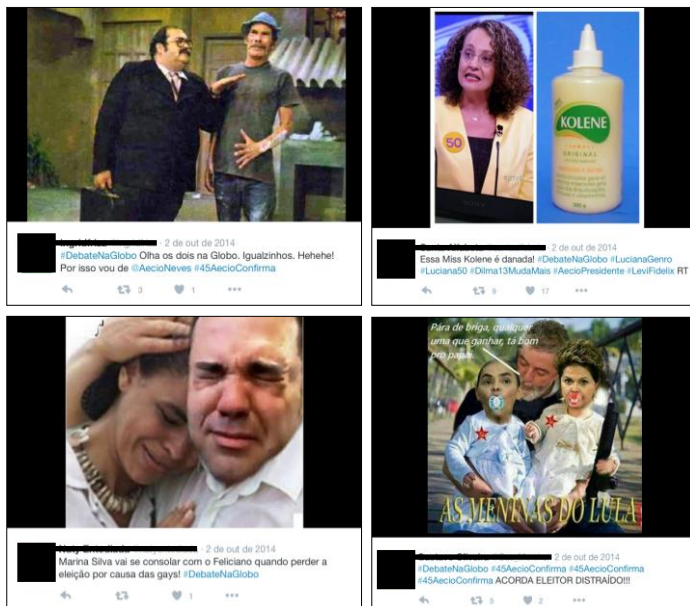 2 de out de 2014
#DebateNaGlobo Olha os dois na Globo. Igualzinhos. Hehehe!
Por isso vou de @AecioNeves #45AecioConfirma
3 1
50
SONY
KOLENE
ORIGINAL
2 de out de 2014
Essa Miss Kolene é danada! #DebateNaGlobo #LucianaGenro
#Luciana50 #Dilma13MudaMais #AecioPresidente #LeviFidelix RT
9 17
2 de out de 2014
Marina Silva vai se consolar com o Feliciano quando perder a
eleição por causa das gays! #DebateNaGlobo
1
Pára de briga, qualquer
uma que ganhar, tá bom
pro papai.
AS MENINAS DO LULA
2 de out de 2014
#DebateNaGlobo #45AecioConfirma #45AecioConfirma
#45AecioConfirma ACORDA ELEITOR DISTRAÍDO!!!
5 2